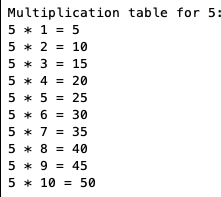 Multiplication table for 5:
5 * 1 = 5
5 * 2 = 10
5 * 3 = 15
5 * 4 = 20
5 * 5 = 25
5 * 6 = 30
5 * 7 = 35
5 * 8 = 40
5 * 9 = 45
5 * 10 = 50